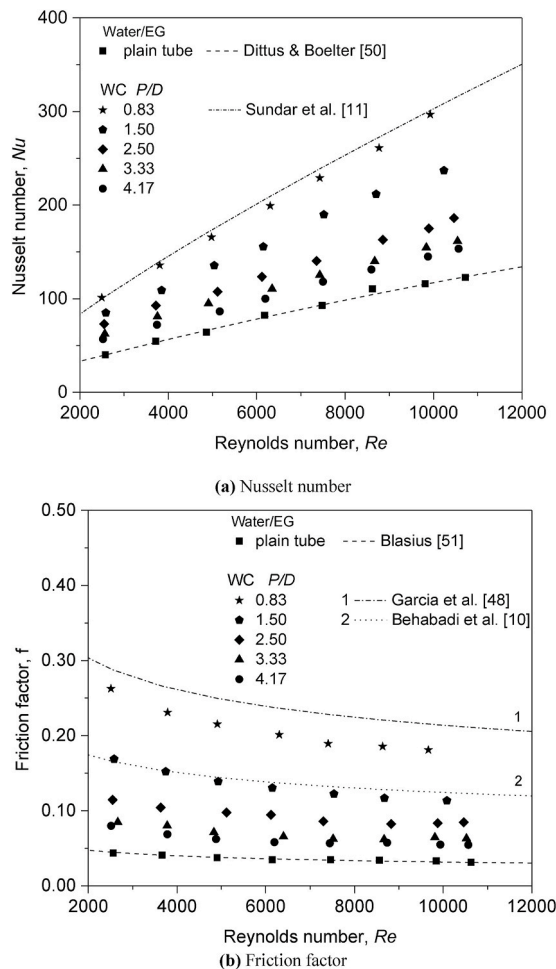 400
300
200
100
0
Nusselt number, Nu
Water/EG
plain tube
Dittus & Boelter [50]
WC P/D
0.83
Sundar et al. [11]
1.50
2.50
3.33
4.17
2000 4000 6000 8000 10000 12000
Reynolds number, Re
(a) Nusselt number
0.50
0.40
0.30
0.20
0.10
0.00
Friction factor, f
Water/EG
plain tube
Blasius [51]
WC P/D
0.83
1 Garcia et al. [48]
1.50
2 Behabadi et al. [10]
2.50
3.33
4.17
1
2
2000 4000 6000 8000 10000 12000
Reynolds number, Re
(b) Friction factor